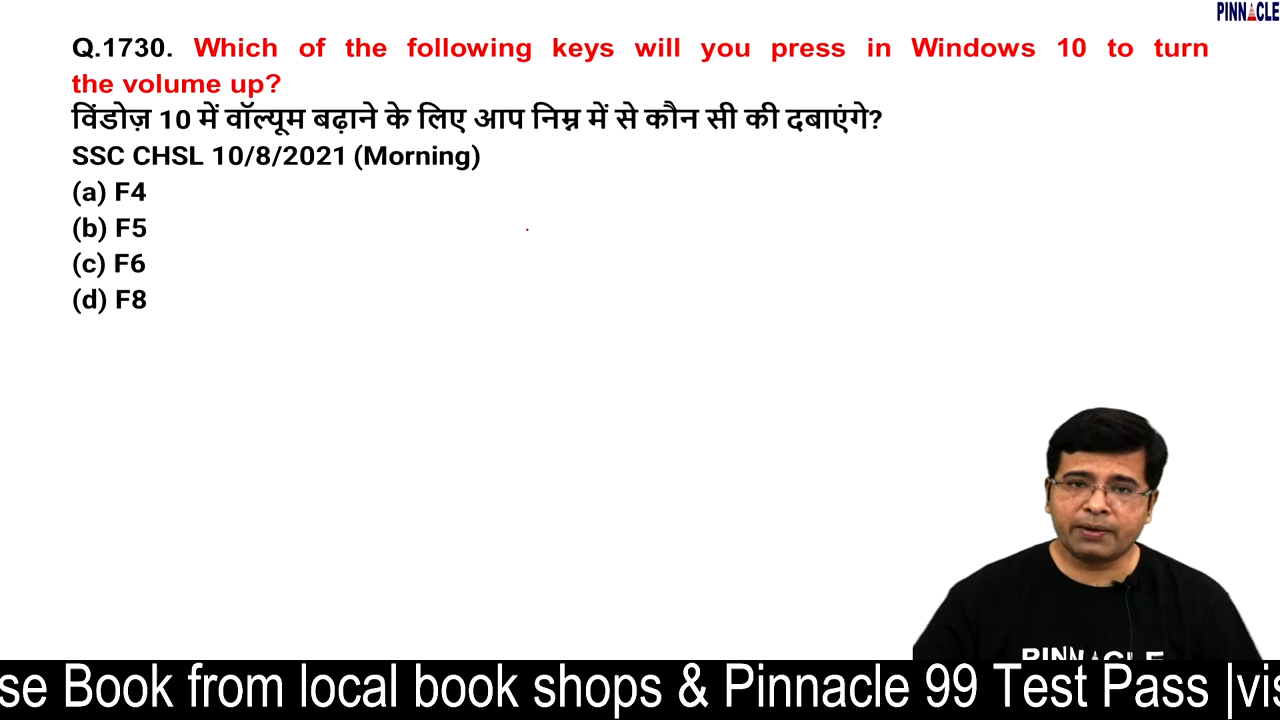 PINNACLE
Q.1730. Which of the following keys will you press in Windows 10 to turn
the volume up?
विंडोज़ 10 में वॉल्यूम बढ़ाने के लिए आप निम्न में से कौन सी की दबाएंगे?
SSC CHSL 10/8/2021 (Morning)
(a) F4
(b) F5
(c) F6
(d) F8
PINNACLE
se Book from local book shops & Pinnacle 99 Test Pass |vis